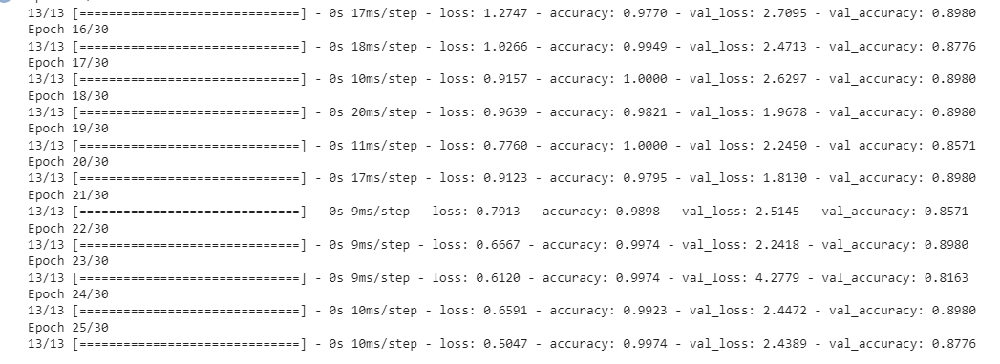 13/13 [==============================] - 0s 17ms/step - loss: 1.2747 - accuracy: 0.9770 - val_loss: 2.7095 - val_accuracy: 0.8980
Epoch 16/30
13/13 [==============================] - 0s 18ms/step - loss: 1.0266 - accuracy: 0.9949 - val_loss: 2.4713 - val_accuracy: 0.8776
Epoch 17/30
13/13 [==============================] - 0s 10ms/step - loss: 0.9157 - accuracy: 1.0000 - val_loss: 2.6297 - val_accuracy: 0.8980
Epoch 18/30
13/13 [==============================] - 0s 20ms/step - loss: 0.9639 - accuracy: 0.9821 - val_loss: 1.9678 - val_accuracy: 0.8980
Epoch 19/30
13/13 [==============================] - 0s 11ms/step - loss: 0.7760 - accuracy: 1.0000 - val_loss: 2.2450 - val_accuracy: 0.8571
Epoch 20/30
13/13 [==============================] - 0s 17ms/step - loss: 0.9123 - accuracy: 0.9795 - val_loss: 1.8130 - val_accuracy: 0.8980
Epoch 21/30
13/13 [==============================] - 0s 9ms/step - loss: 0.7913 - accuracy: 0.9898 - val_loss: 2.5145 - val_accuracy: 0.8571
Epoch 22/30
13/13 [==============================] - 0s 9ms/step - loss: 0.6667 - accuracy: 0.9974 - val_loss: 2.2418 - val_accuracy: 0.8980
Epoch 23/30
13/13 [==============================] - 0s 9ms/step - loss: 0.6120 - accuracy: 0.9974 - val_loss: 4.2779 - val_accuracy: 0.8163
Epoch 24/30
13/13 [==============================] - 0s 10ms/step - loss: 0.6591 - accuracy: 0.9923 - val_loss: 2.4472 - val_accuracy: 0.8980
Epoch 25/30
13/13 [==============================] - 0s 10ms/step - loss: 0.5047 - accuracy: 0.9974 - val_loss: 2.4389 - val_accuracy: 0.8776